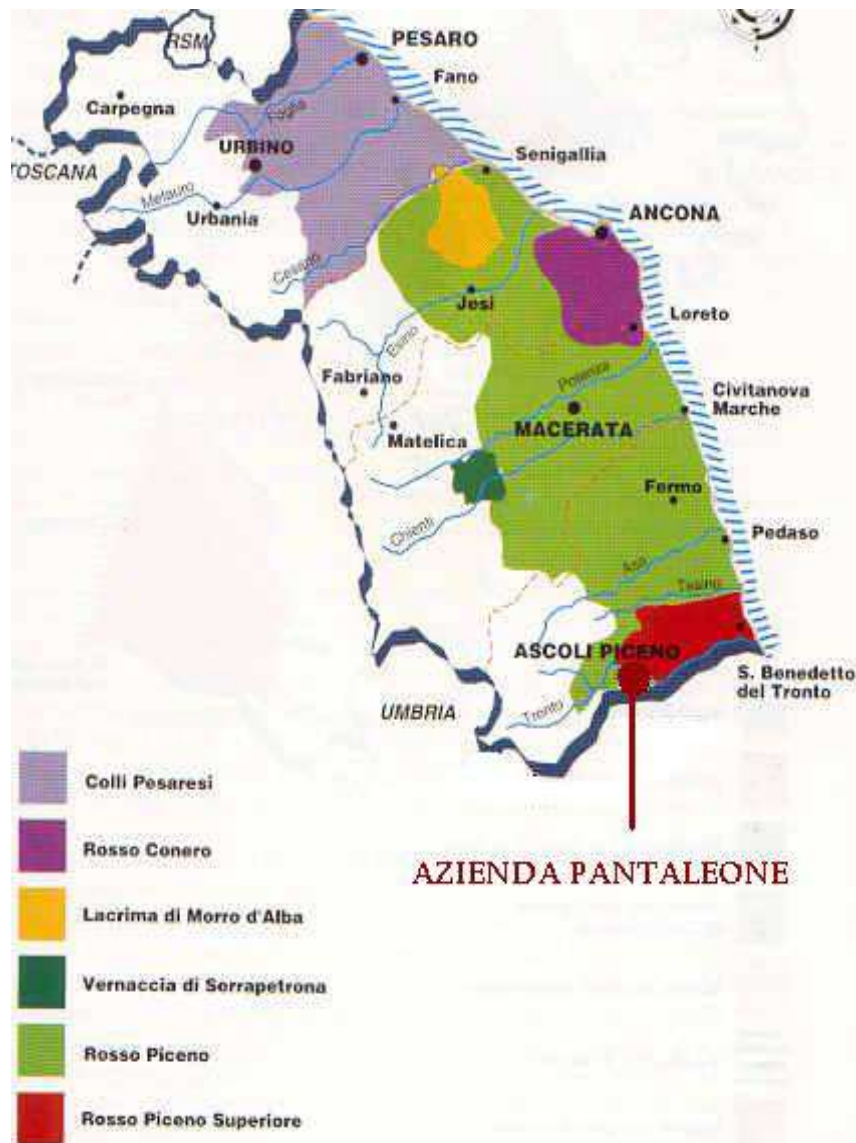 RSM
PESARO
Fano
Carpegna
Foglia
URBINO
TOSCANA
Senigallia
Metauro
Urbania
ANCONA
Cesano
Jesi
Loreto
Esino
Fabriano
Potenza
Civitanova
Marche
MACERATA
Matelica
Fermo
Chienti
Pedaso
Aso
Tesino
ASCOLI PICENO
S. Benedetto
del Tronto
UMBRIA
Tronto
Colli Pesaresi
Rosso Conero
AZIENDA PANTALEONE
Lacrima di Morro d'Alba
Vernaccia di Serrapetrona
Rosso Piceno
Rosso Piceno Superiore